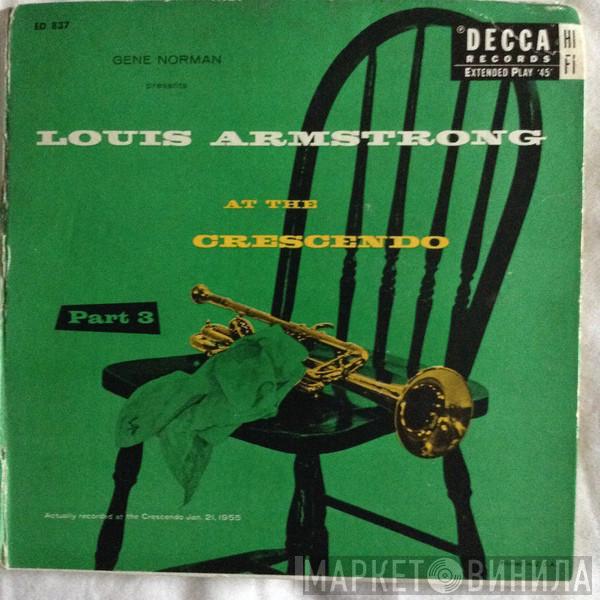 ED 837
GENE NORMAN
presents
DECCA
RECORDS
EXTENDED PLAY '45'
HI
Fi
LOUIS ARMSTRONG
AT THE
CRESCENDO
Part 3
Actually recorded at the Crescendo Jan. 21, 1955
МАРКЕТ ВИНИЛА